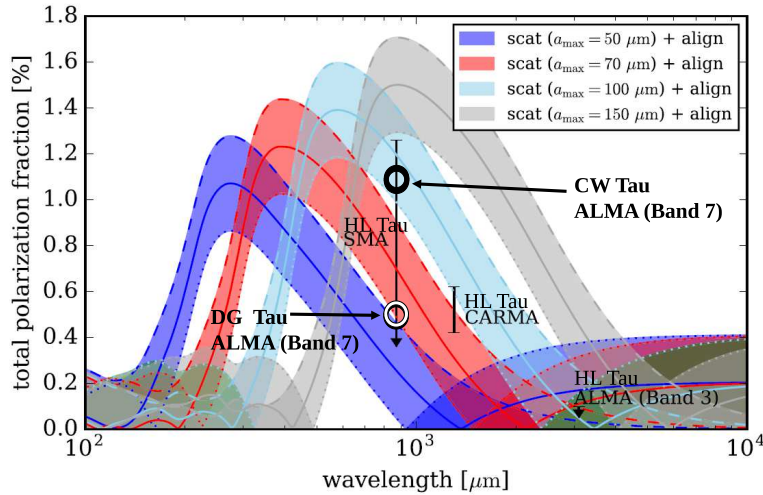 total polarization fraction [%]
1.8
1.6
1.4
1.2
1.0
0.8
0.6
0.4
0.2
0.0
scat (a_max = 50 μm) + align
scat (a_max = 70 μm) + align
scat (a_max = 100 μm) + align
scat (a_max = 150 μm) + align
CW Tau
ALMA (Band 7)
HL Tau
SMA
DG Tau
ALMA (Band 7)
HL Tau
CARMA
HL Tau
ALMA (Band 3)
10^2
10^3
10^4
wavelength [μm]